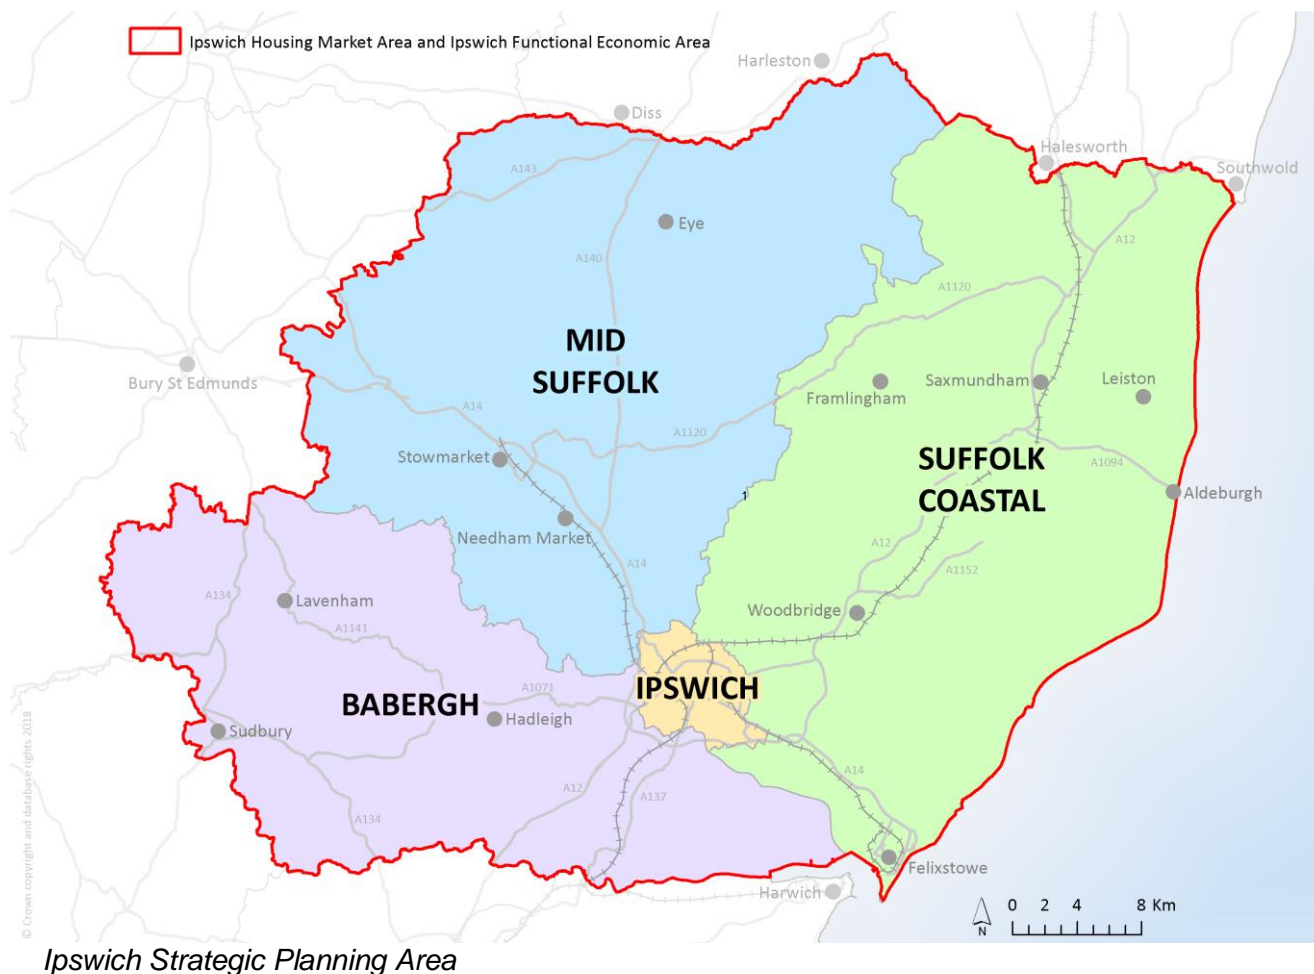 Ipswich Housing Market Area and Ipswich Functional Economic Area
Harleston
Diss
Halesworth
Southwold
A143
Eye
A12
A140
A1120
MID
SUFFOLK
Bury St Edmunds
Framlingham
Saxmundham
Leiston
A14
A1120
Stowmarket
SUFFOLK
COASTAL
A1094
Aldeburgh
1
Needham Market
A12
A14
A1152
A134
Lavenham
Woodbridge
A1141
IPSWICH
BABERGH
A1071
Hadleigh
Sudbury
A14
A12
A137
A134
Felixstowe
Harwich
N
0 2 4 8 Km
© Crown copyright and database rights 2018
Ipswich Strategic Planning Area